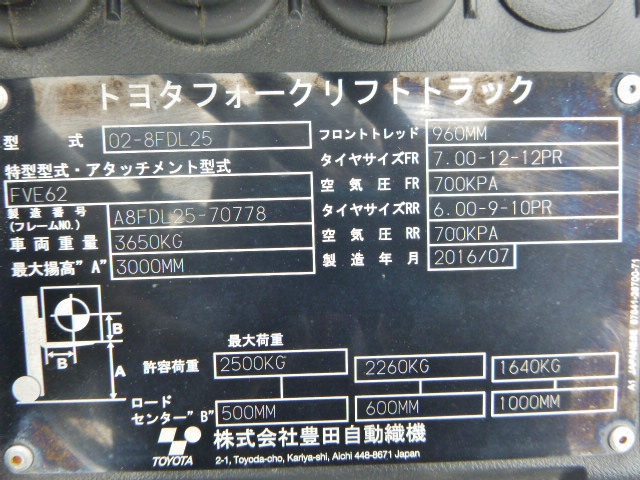 トヨタフォークリフトトラック
型 式 02-8FDL25
フロントトレッド 960MM
特型型式・アタッチメント型式
FVE62
タイヤサイズFR 7.00-12-12PR
空気圧FR 700KPA
製造番号
(フレームNO.) A8FDL25-70778
タイヤサイズRR 6.00-9-10PR
車両重量 3650KG
空気圧RR 700KPA
最大揚高"A" 3000MM
製造年月 2016/07
B
B
A
最大荷重
許容荷重 2500KG 2260KG 1640KG
ロード
センター"B" 500MM 600MM 1000MM
TOYOTA
株式会社豊田自動織機
2-1, Toyoda-cho, Kariya-shi, Aichi 448-8671 Japan